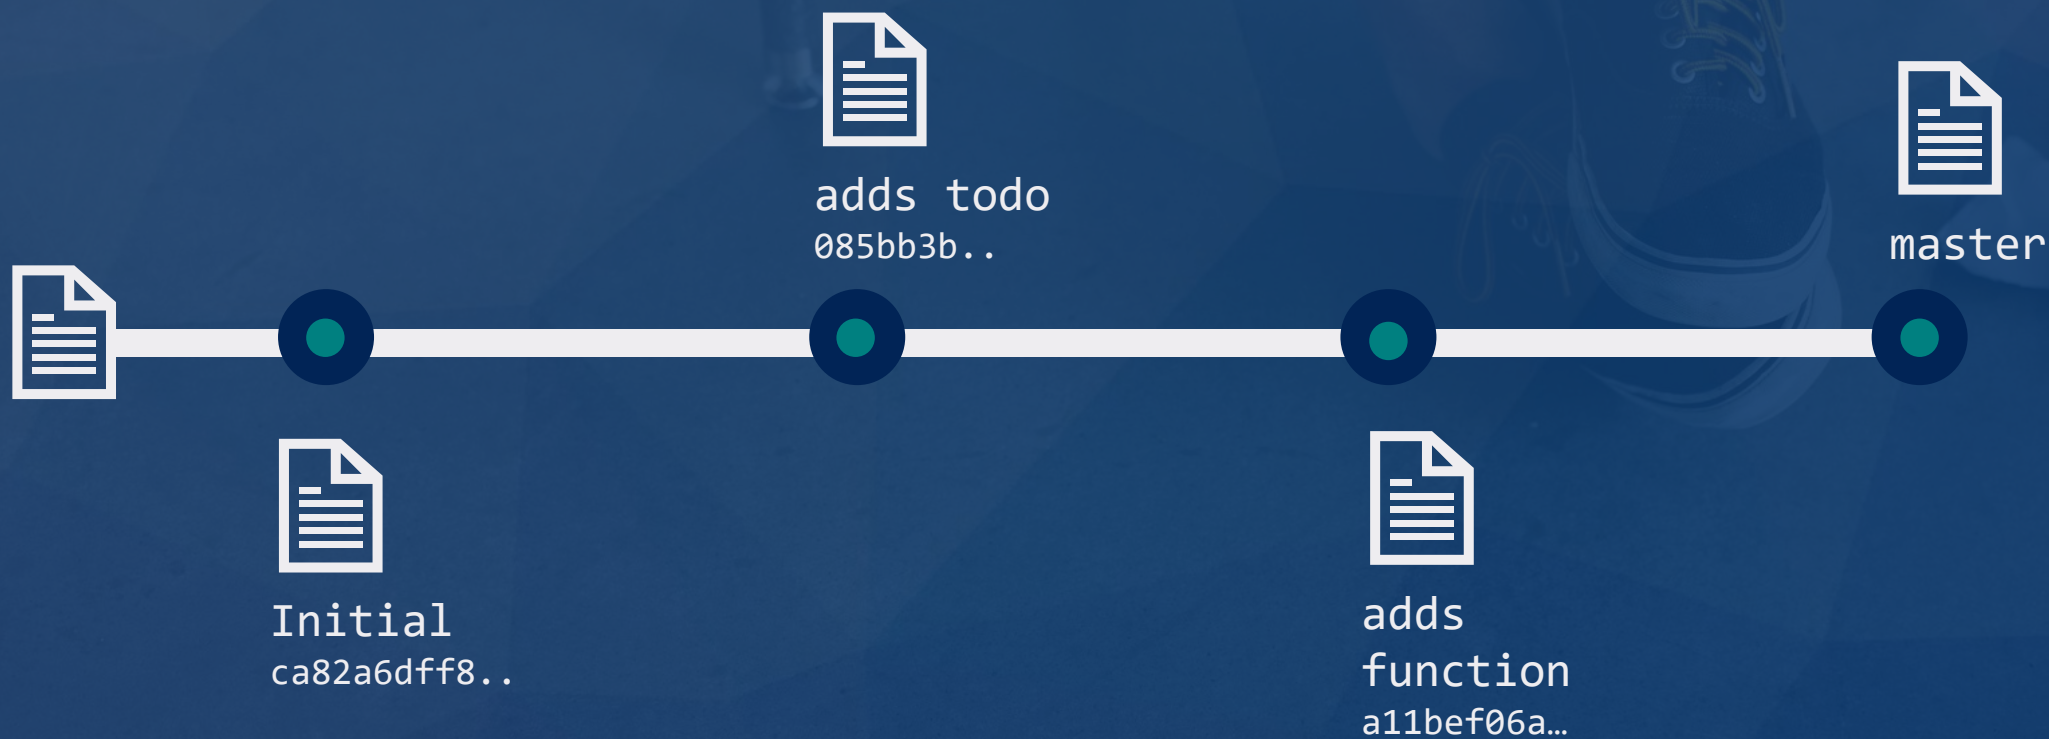 adds todo
085bb3b..
master
Initial
ca82a6dff8..
adds
function
a11bef06a…